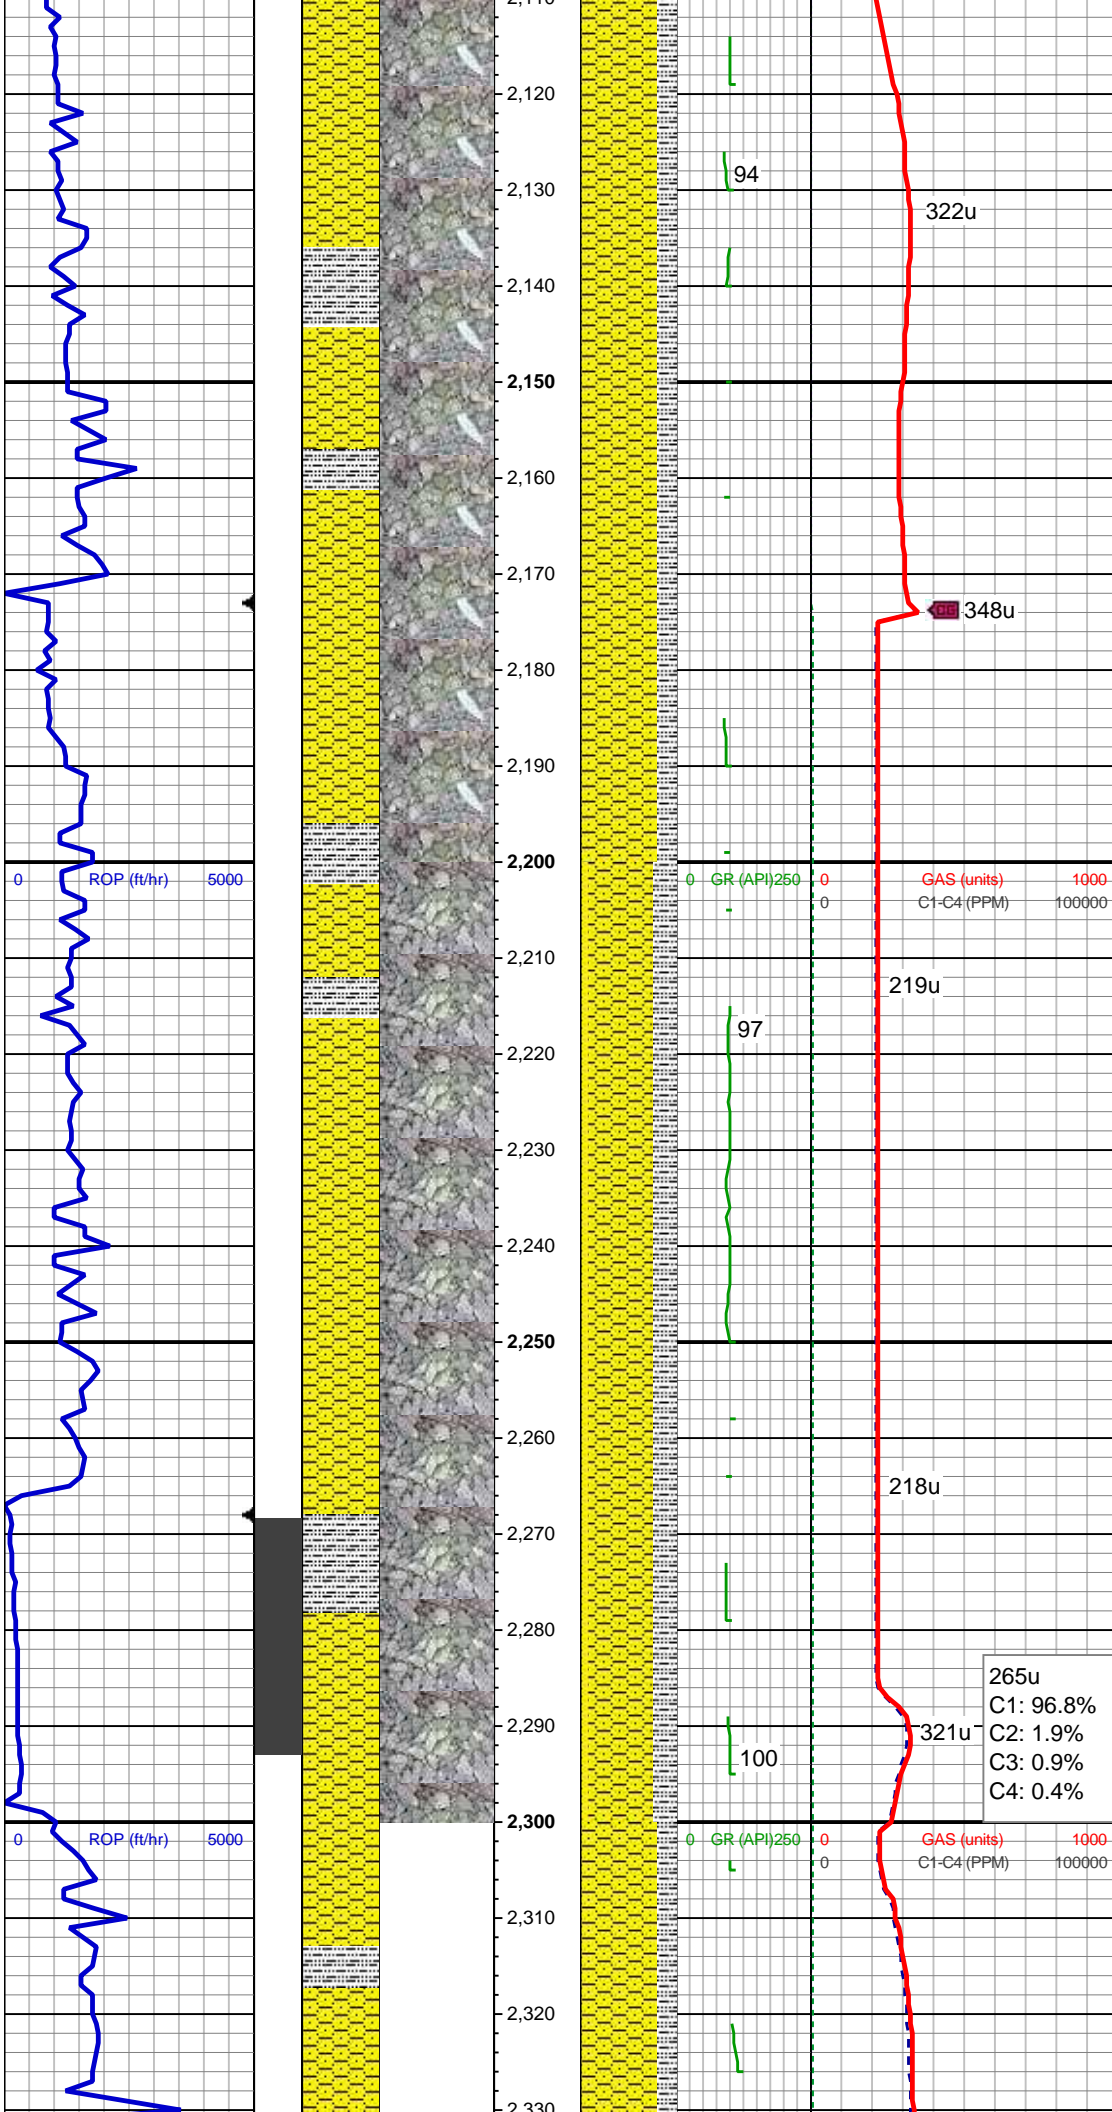 2,120
94
2,130
322u
2,140
2,150
2,160
2,170
CG 348u
2,180
2,190
2,200
0 ROP (ft/hr) 5000 0 GR (API) 250 0 GAS (units) 1000
0 C1-C4 (PPM) 100000
2,210
219u
97
2,220
2,230
2,240
2,250
2,260
218u
2,270
2,280
265u
C1: 96.8%
2,290 321u C2: 1.9%
100 C3: 0.9%
C4: 0.4%
2,300
0 ROP (ft/hr) 5000 0 GR (API) 250 0 GAS (units) 1000
0 C1-C4 (PPM) 100000
2,310
2,320
2,330